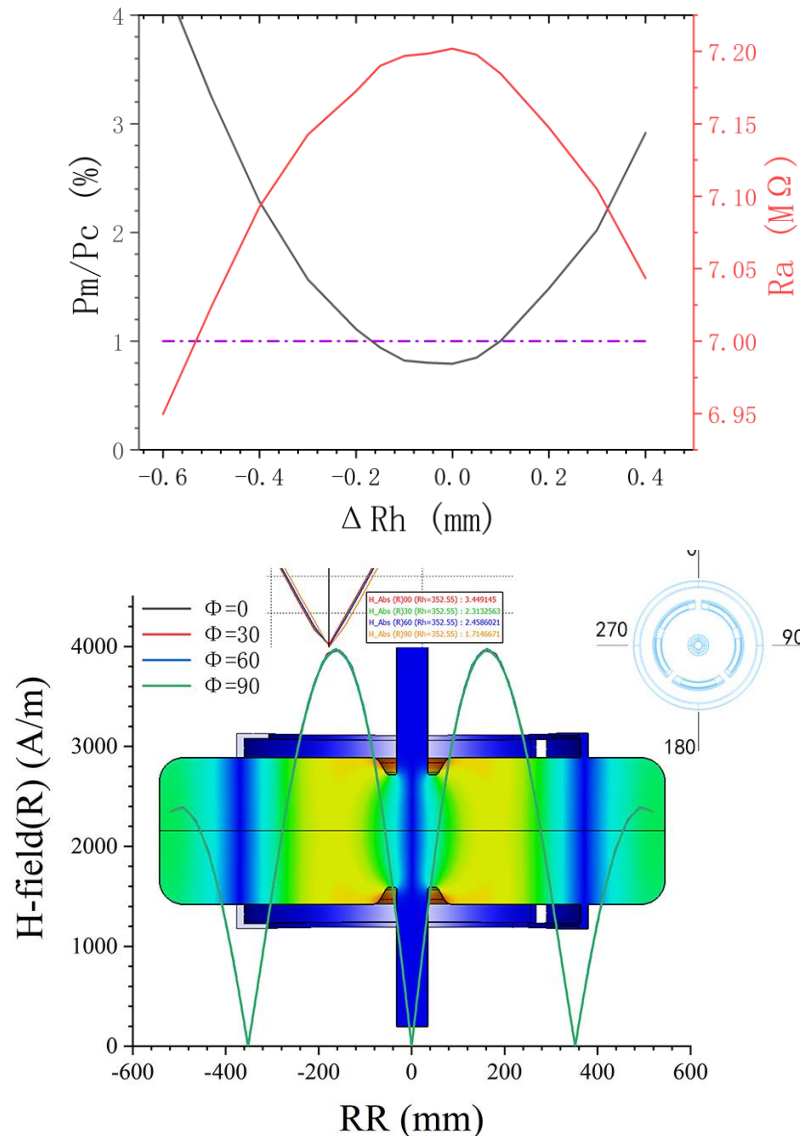 4
3
2
1
0
Pm/Pc (%)
7.20
7.15
7.10
7.05
7.00
6.95
Ra (MΩ)
-0.6 -0.4 -0.2 0.0 0.2 0.4
Δ Rh (mm)
Φ=0
Φ=30
Φ=60
Φ=90
H_Abs (R)00 (Rh=352.55) : 3.449145
H_Abs (R)30 (Rh=352.55) : 2.3132563
H_Abs (R)60 (Rh=352.55) : 2.4586021
H_Abs (R)90 (Rh=352.55) : 1.7146671
0
270 90
180
4000
3000
2000
1000
0
H-field(R) (A/m)
-600 -400 -200 0 200 400 600
RR (mm)